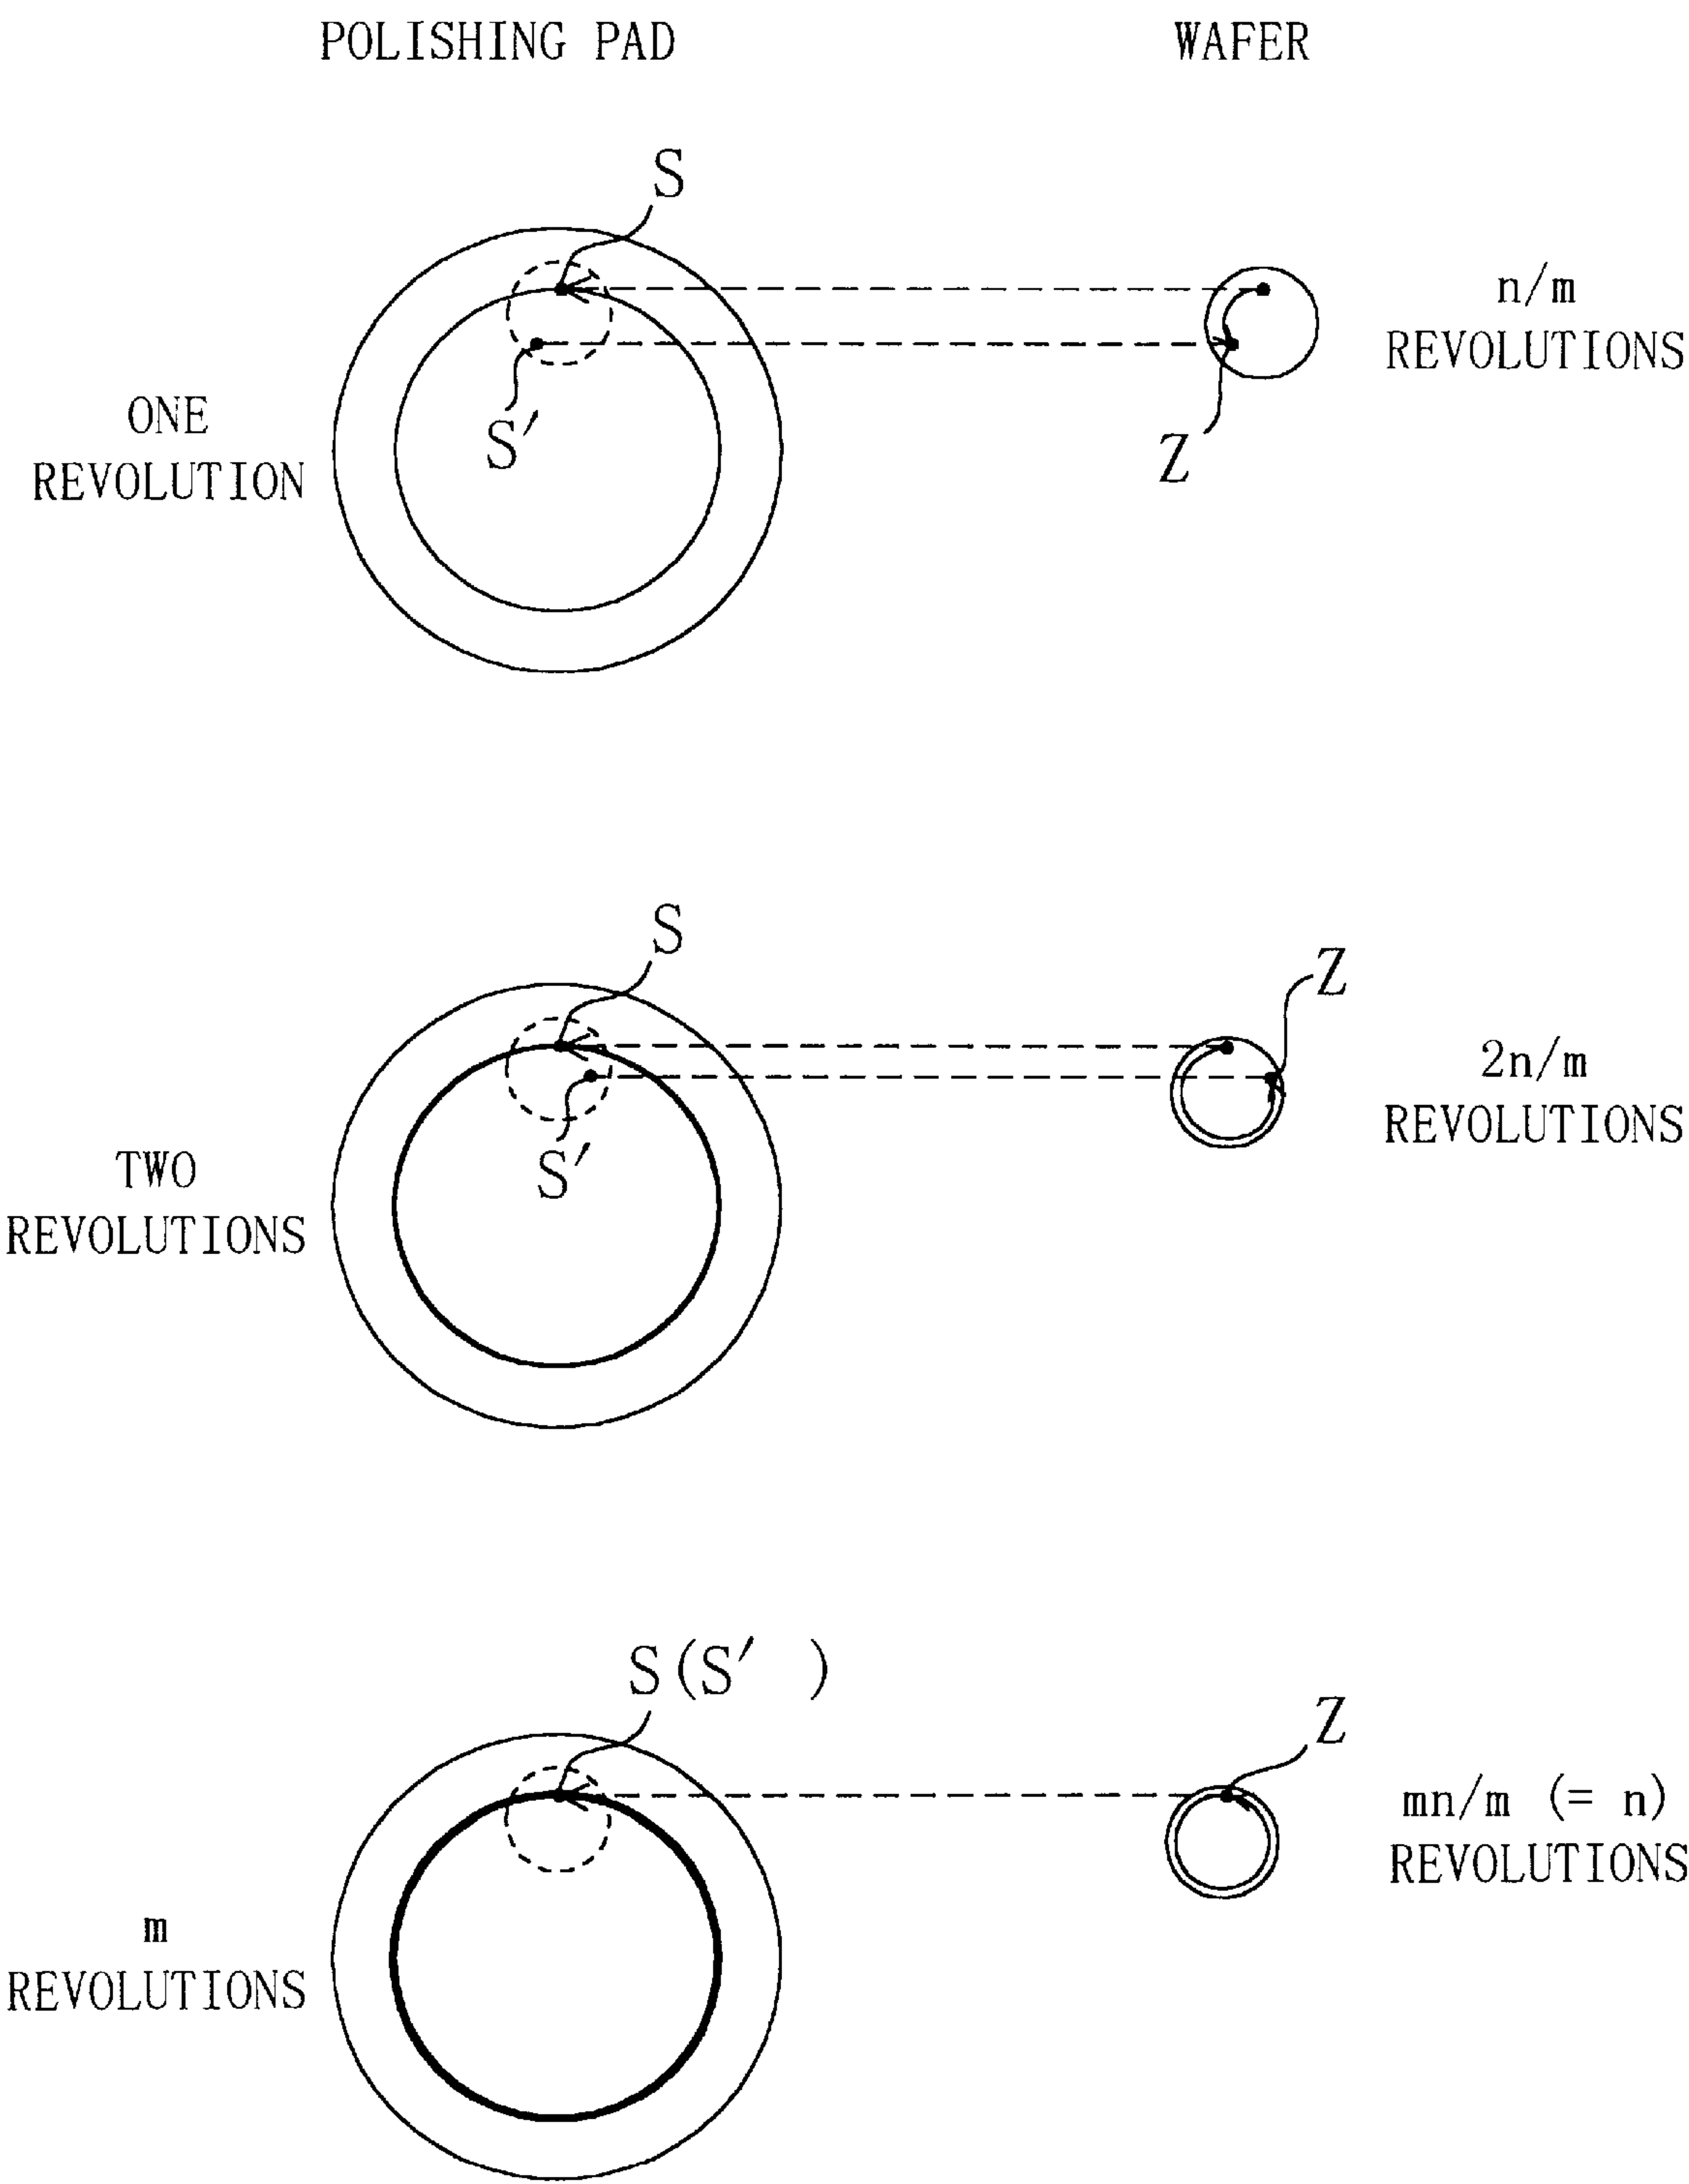 POLISHING PAD
WAFER
S
n/m
REVOLUTIONS
ONE
REVOLUTION
S′
Z
S
Z
2n/m
REVOLUTIONS
TWO
REVOLUTIONS
S′
S(S′ )
Z
mn/m (= n)
REVOLUTIONS
m
REVOLUTIONS